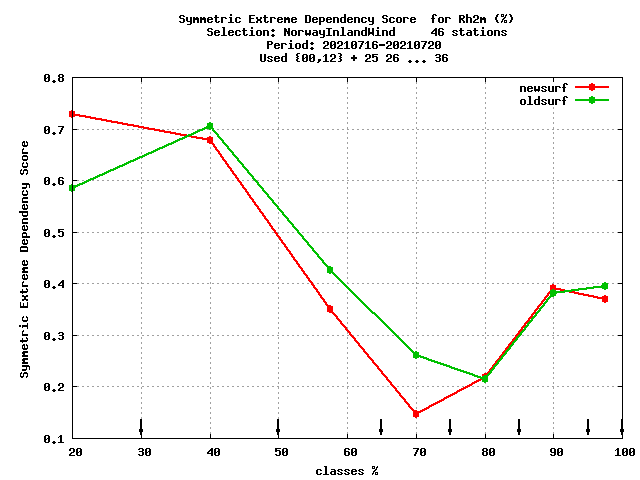 Symmetric Extreme Dependency Score  for Rh2m (%)
Selection: NorwayInlandWind     46 stations
Period: 20210716-20210720
Used {00,12} + 25 26 ... 36
newsurf
oldsurf
Symmetric Extreme Dependency Score
0.8
0.7
0.6
0.5
0.4
0.3
0.2
0.1
20 30 40 50 60 70 80 90 100
classes %